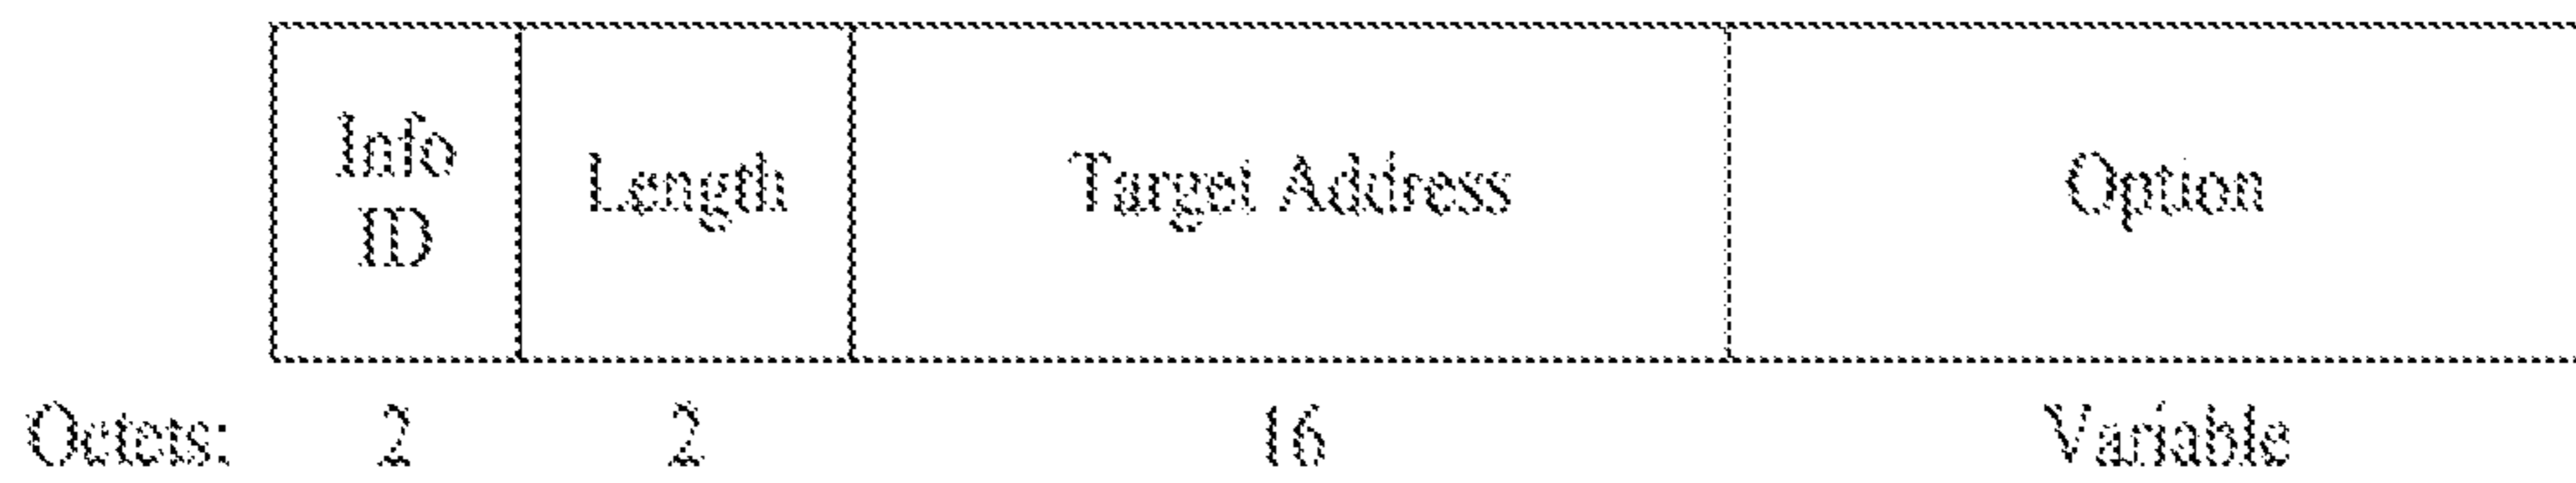 Info
ID
Length
Target Address
Option
Octets: 2 2 16 Variable